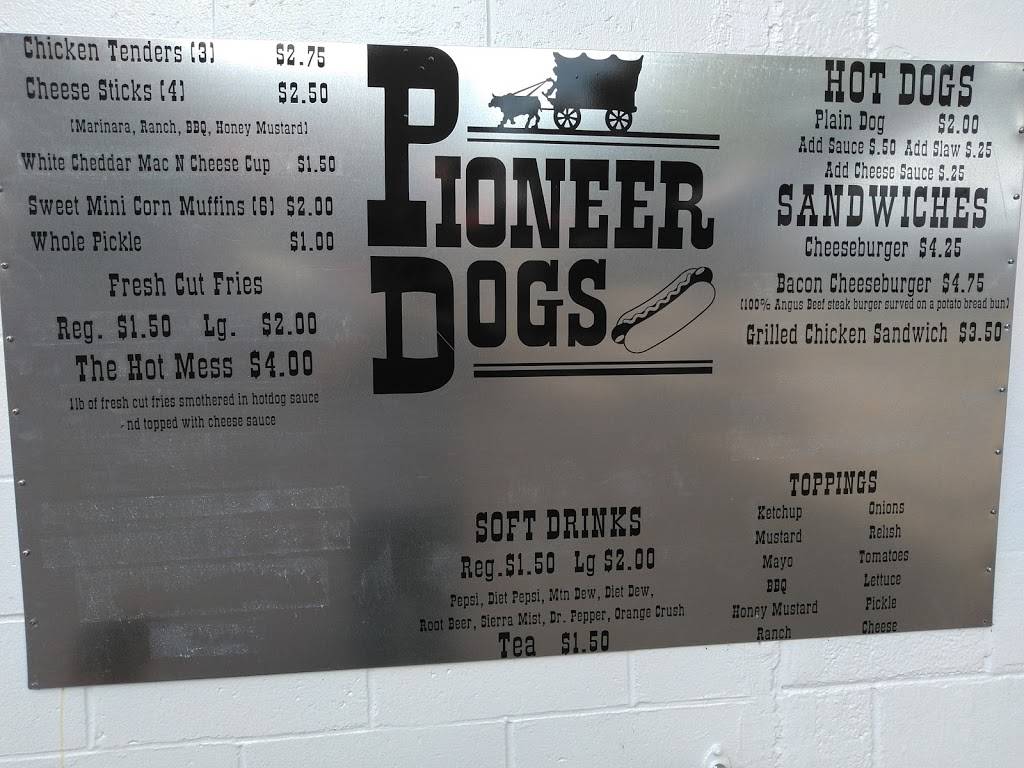 Chicken Tenders (3) $2.75
Cheese Sticks (4) $2.50
(Marinara, Ranch, BBQ, Honey Mustard)
White Cheddar Mac N Cheese Cup $1.50
Sweet Mini Corn Muffins (6) $2.00
Whole Pickle $1.00
Fresh Cut Fries
Reg. $1.50 Lg. $2.00
The Hot Mess $4.00
1lb of fresh cut fries smothered in hotdog sauce
nd topped with cheese sauce
PIONEER
DOGS
SOFT DRINKS
Reg.$1.50 Lg $2.00
Pepsi, Diet Pepsi, Mtn Dew, Diet Dew,
Root Beer, Sierra Mist, Dr. Pepper, Orange Crush
Tea $1.50
HOT DOGS
Plain Dog $2.00
Add Sauce $.50 Add Slaw $.25
Add Cheese Sauce $.25
SANDWICHES
Cheeseburger $4.25
Bacon Cheeseburger $4.75
(100% Angus Beef steak burger surved on a potato bread bun)
Grilled Chicken Sandwich $3.50
TOPPINGS
Ketchup Onions
Mustard Relish
Mayo Tomatoes
BBQ Lettuce
Honey Mustard Pickle
Ranch Cheese